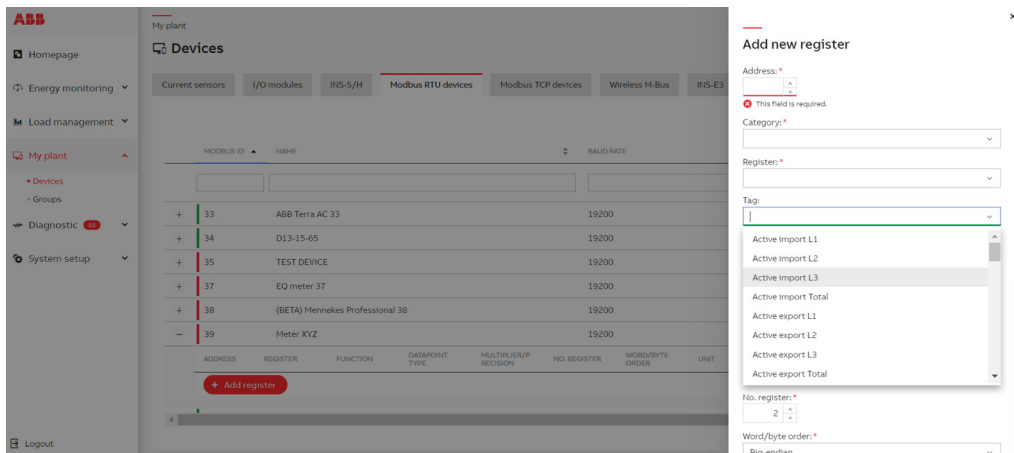 ABB
Homepage
Energy monitoring
Load management
My plant
Devices
Groups
Diagnostic 33
System setup
Logout
My plant
Devices
Current sensors I/O modules INS-S/H Modbus RTU devices Modbus TCP devices Wireless M-Bus INS-E3
MODBUS ID NAME BAUD RATE
+ 33 ABB Terra AC 33 19200
+ 34 D13-15-65 19200
+ 35 TEST DEVICE 19200
+ 37 EQ meter 37 19200
+ 38 (BETA) Mennekes Professional 38 19200
− 39 Meter XYZ 19200
ADDRESS REGISTER FUNCTION DATAPOINT TYPE MULTIPLIER/PRECISION NO. REGISTER WORD/BYTE ORDER UNIT
+ Add register
Add new register
Address: *
This field is required.
Category: *
Register: *
Tag:
Active import L1
Active import L2
Active import L3
Active import Total
Active export L1
Active export L2
Active export L3
Active export Total
No. register: *
2
Word/byte order: *
Big-endian